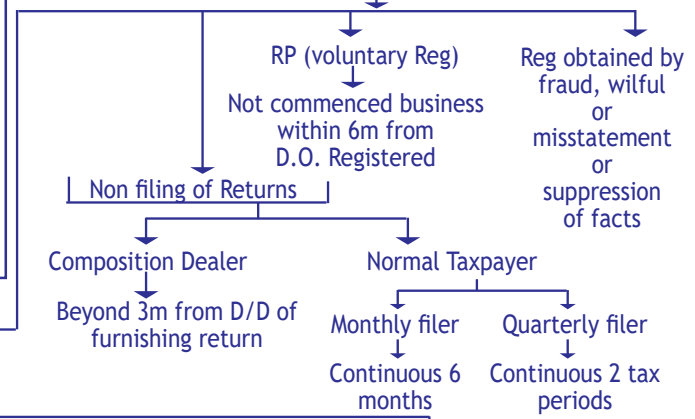 RP (voluntary Reg)
Not commenced business
within 6m from
D.O. Registered
Reg obtained by
fraud, wilful
or
misstatement
or
suppression
of facts
Non filing of Returns
Composition Dealer
Beyond 3m from D/D of
furnishing return
Normal Taxpayer
Monthly filer
Continuous 6
months
Quarterly filer
Continuous 2 tax
periods